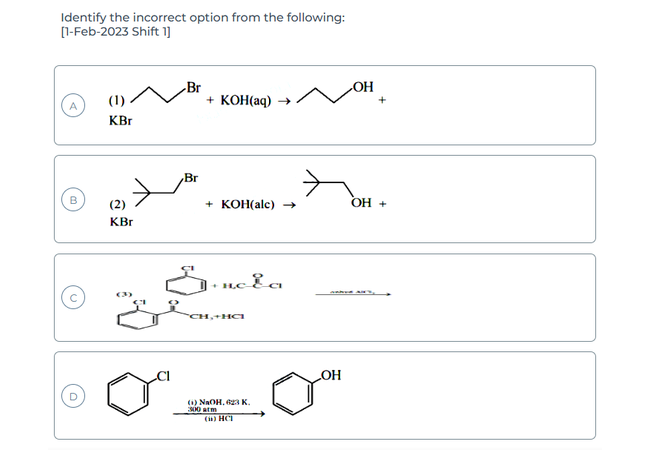 Identify the incorrect option from the following:
[1-Feb-2023 Shift 1]
A
(1) Br + KOH(aq) → OH +
KBr
B
(2) Br + KOH(alc) → OH +
KBr
C
(3) Cl + H₃C C Cl O
Cl O CH₃+HCl
D
Cl (i) NaOH, 623 K, OH
300 atm
(ii) HCl